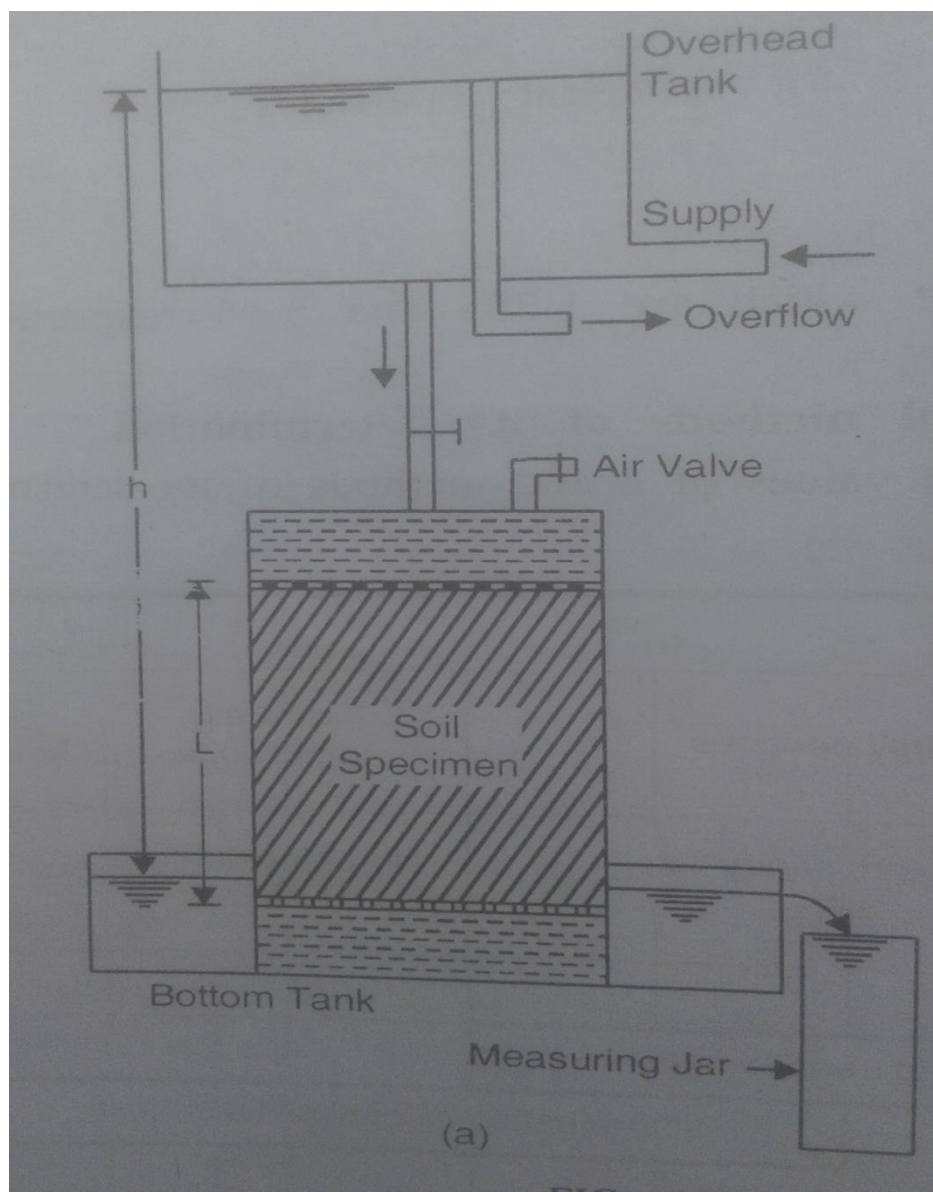 Overhead
Tank
Supply
Overflow
Air Valve
h
L
Soil
Specimen
Bottom Tank
Measuring Jar
(a)